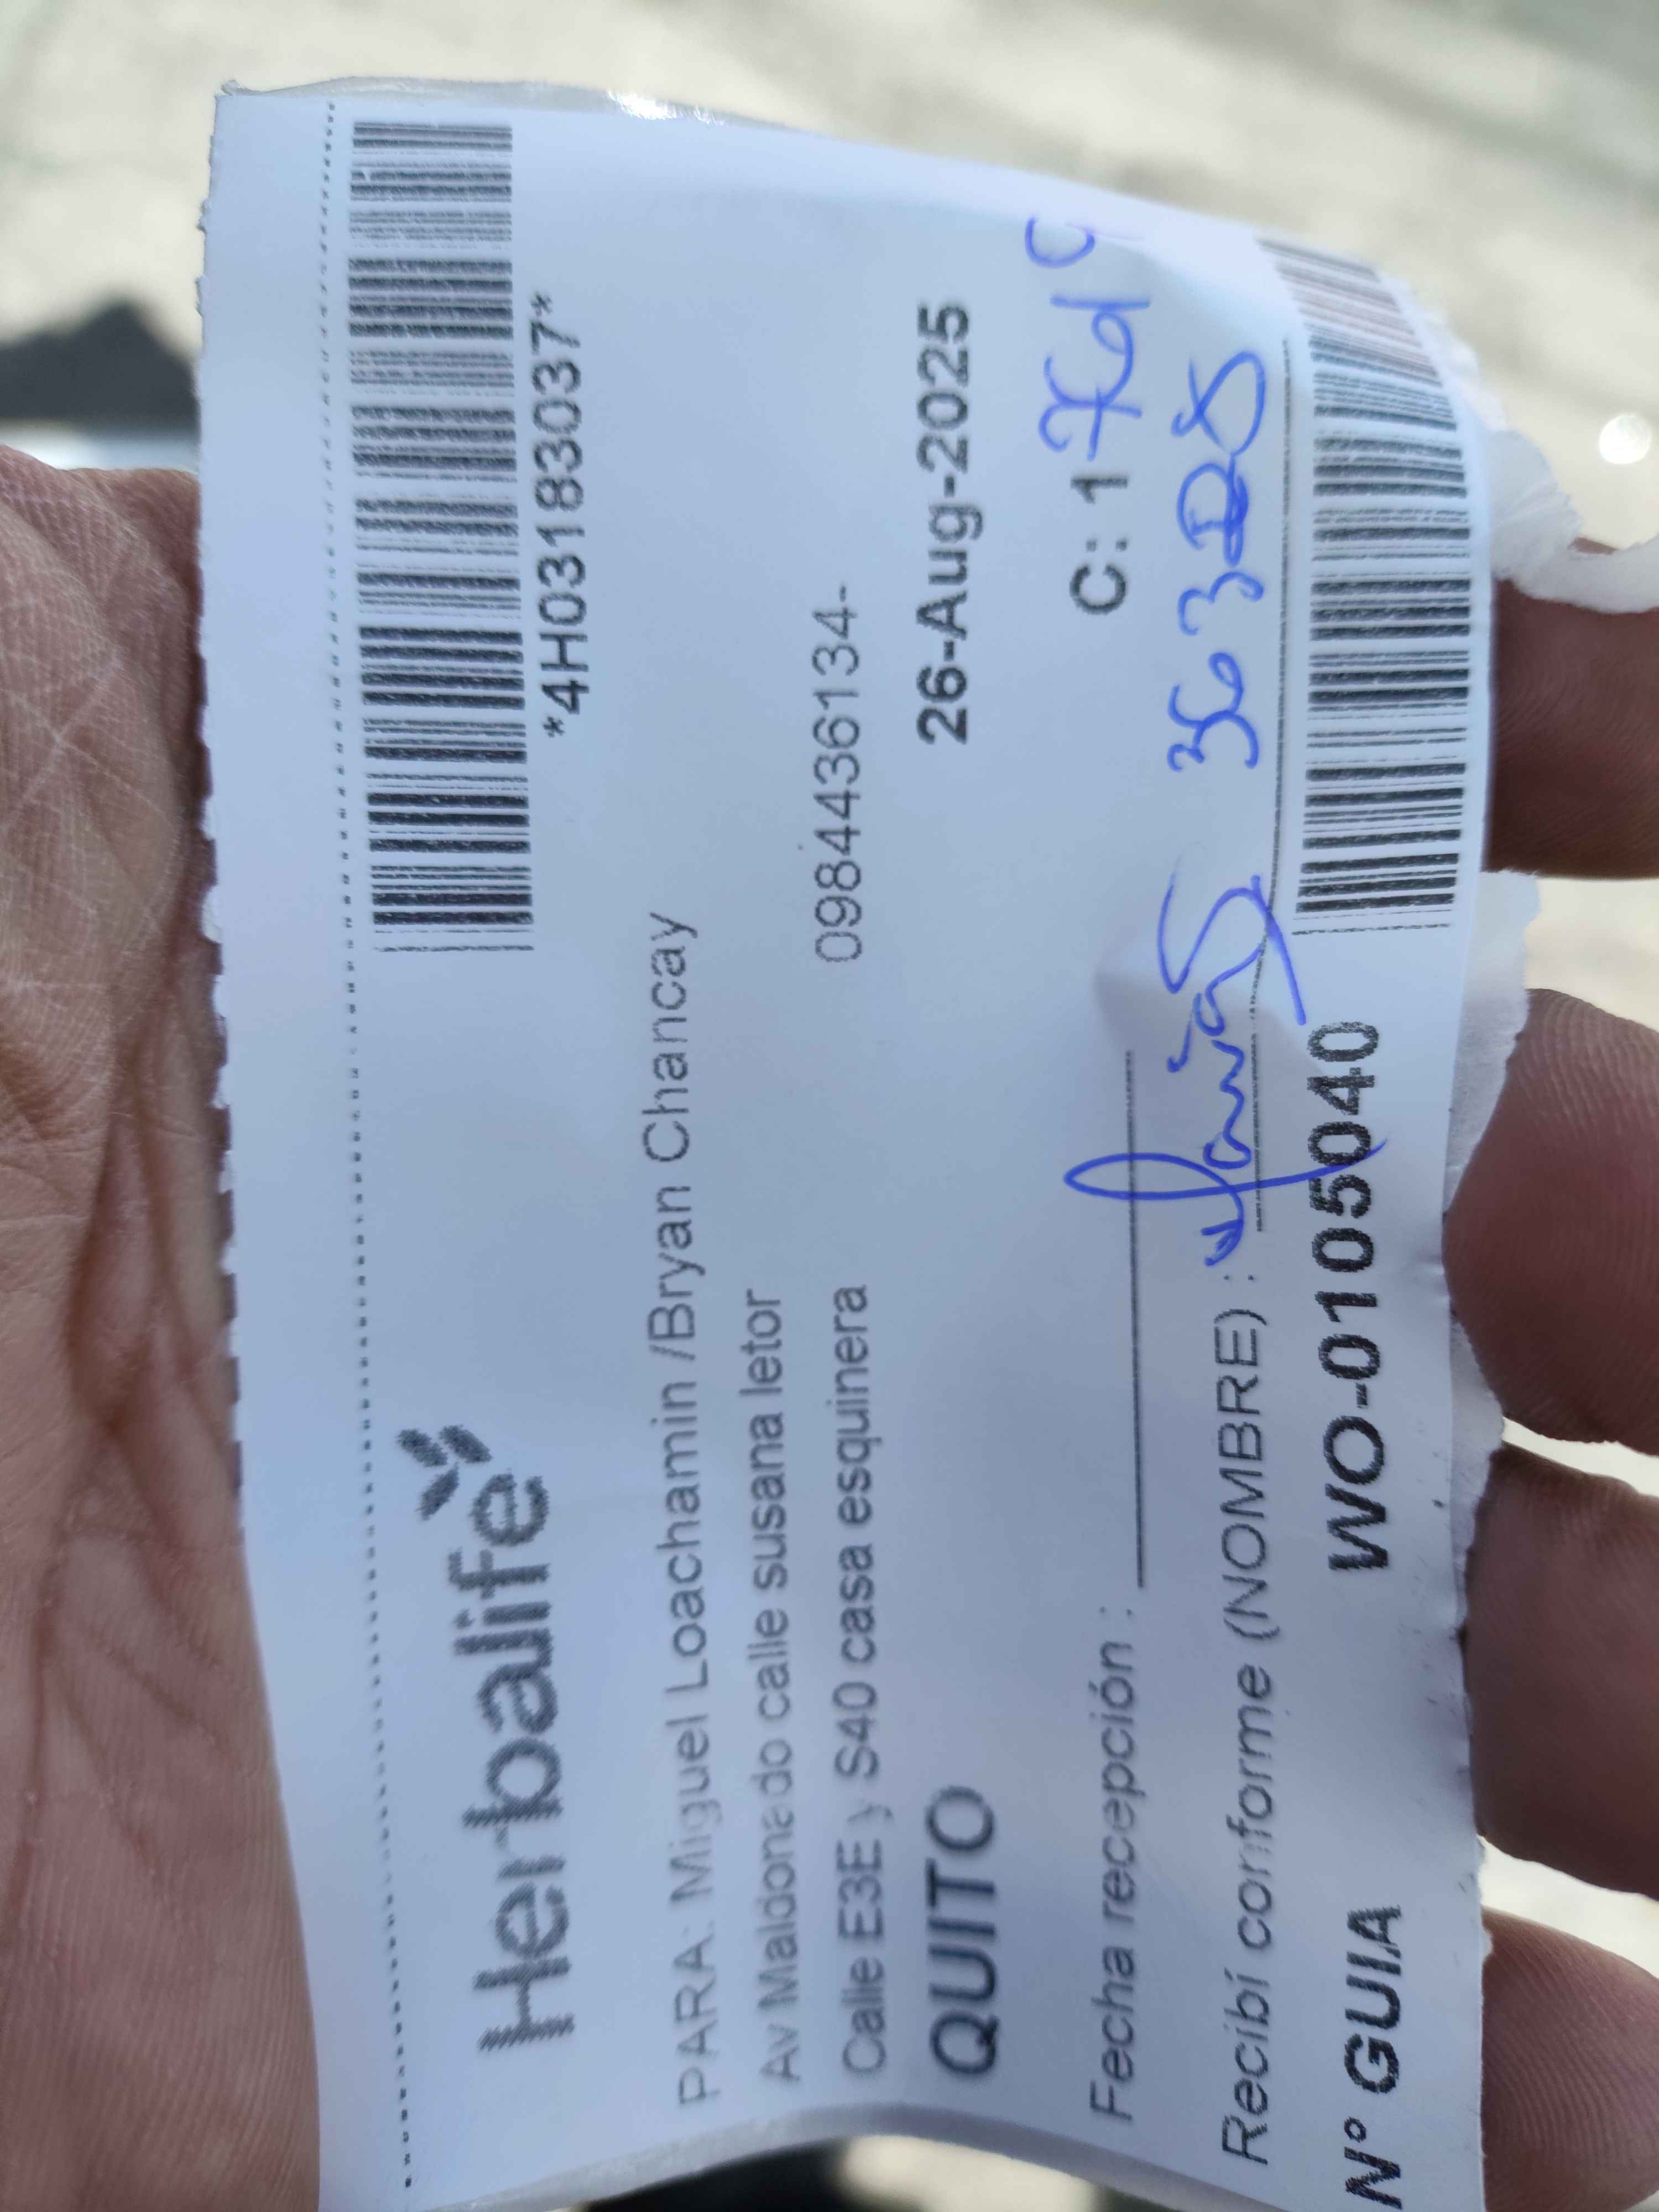 Herbalife
*4H03183037*
PARA: Miguel Loachamin /Bryan Chancay
Av Maldonado calle susana letor
Calle E3E y S40 casa esquinera 0984436134-
QUITO 26-Aug-2025
Fecha recepción : C: 1
Recibí conforme (NOMBRE) :
N° GUIA WO-0105040